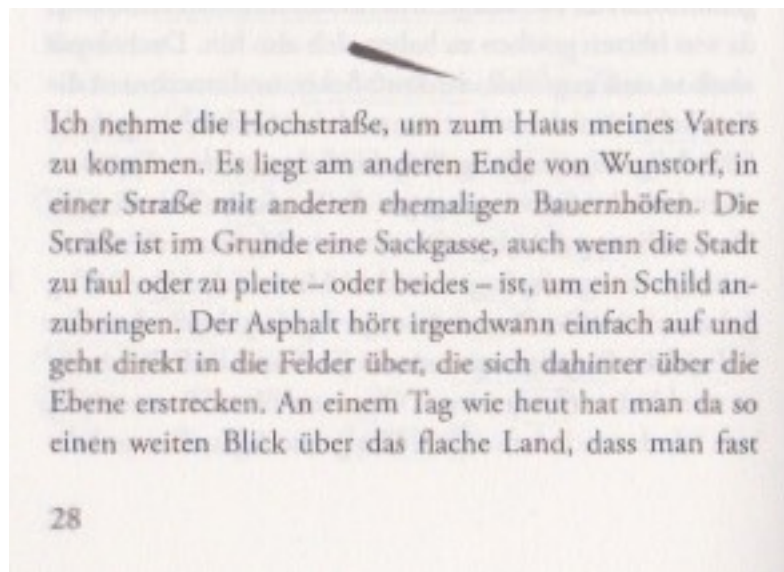 Ich nehme die Hochstraße, um zum Haus meines Vaters
zu kommen. Es liegt am anderen Ende von Wunstorf, in
einer Straße mit anderen ehemaligen Bauernhöfen. Die
Straße ist im Grunde eine Sackgasse, auch wenn die Stadt
zu faul oder zu pleite – oder beides – ist, um ein Schild an-
zubringen. Der Asphalt hört irgendwann einfach auf und
geht direkt in die Felder über, die sich dahinter über die
Ebene erstrecken. An einem Tag wie heut hat man da so
einen weiten Blick über das flache Land, dass man fast
28